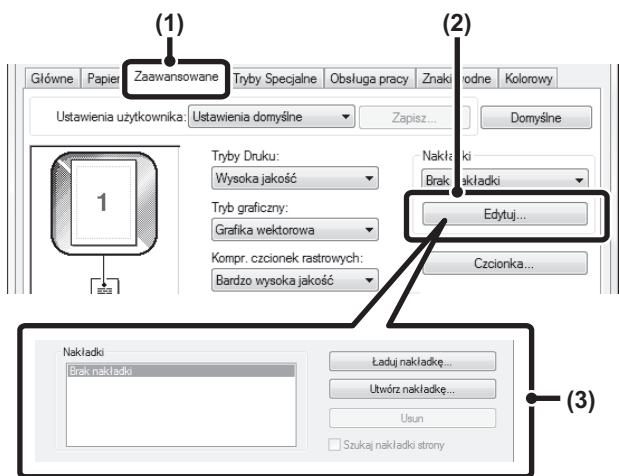 (1) (2)
Główne Papier Zaawansowane Tryby Specjalne Obsługa pracy Znaki wodne Kolorowy
Ustawienia użytkownika: Ustawienia domyślne Zapisz... Domyślne
Tryby Druku: Nakładki
Wysoka jakość Brak nakładki
1
Tryb graficzny: Edytuj...
Grafika wektorowa
Kompr. czcionek rastrowych: Czcionka...
Bardzo wysoka jakość
Nakładki
Brak nakładki
Ładuj nakładkę...
Utwórz nakładkę...
(3)
Usun
Szukaj nakładki strony